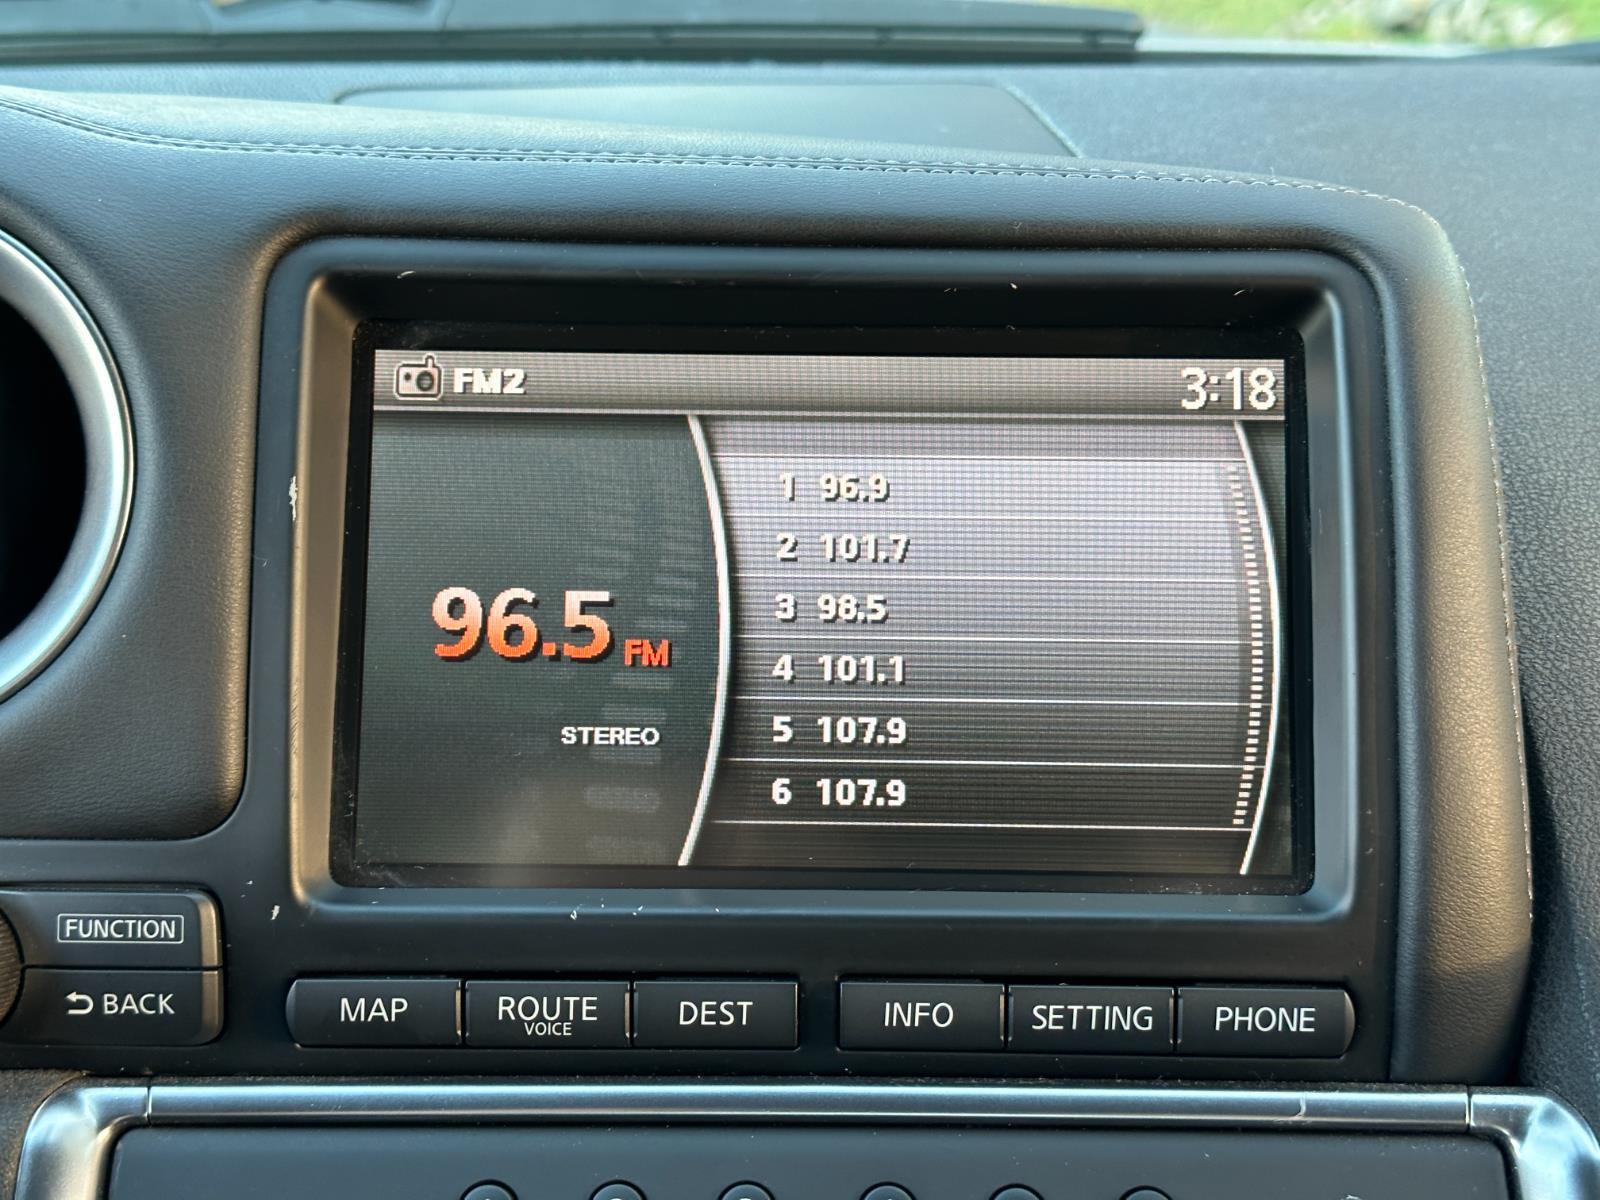 FM2 3:18
1 96.9
2 101.7
3 98.5
96.5 FM
4 101.1
STEREO
5 107.9
6 107.9
FUNCTION
BACK
MAP
ROUTE
VOICE
DEST
INFO
SETTING
PHONE